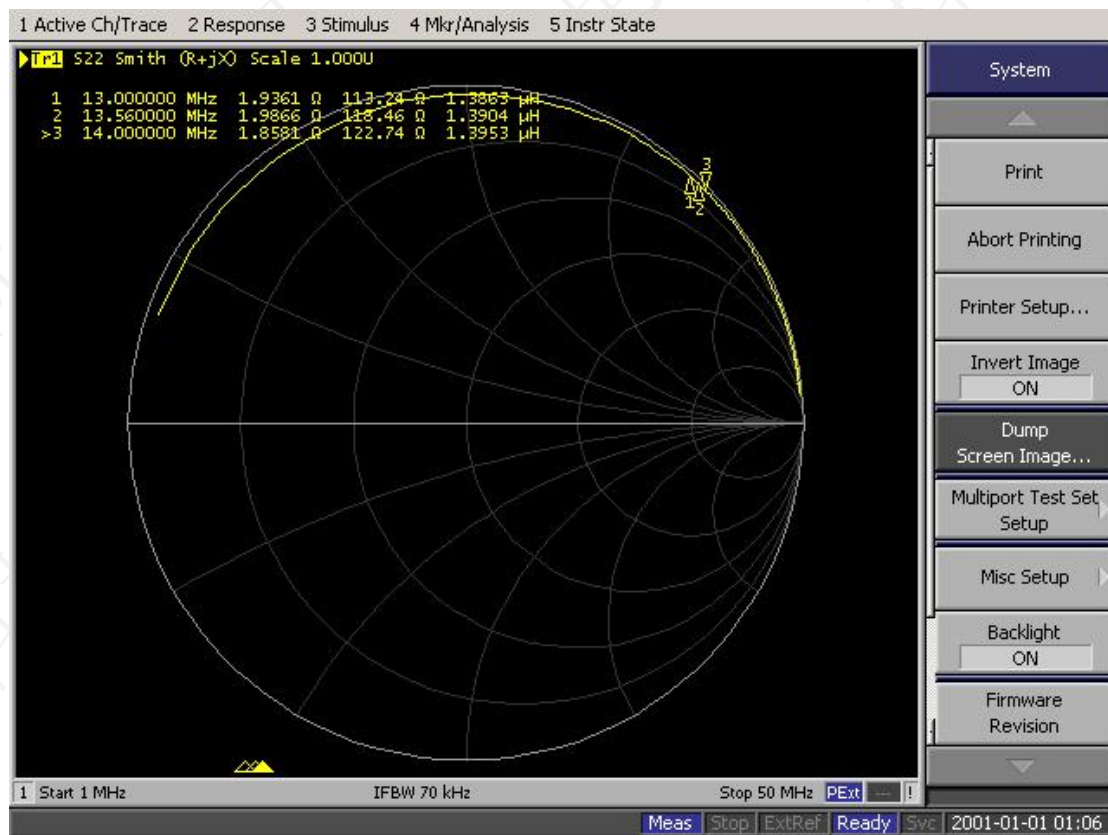 1 Active Ch/Trace 2 Response 3 Stimulus 4 Mkr/Analysis 5 Instr State
Tr1 S22 Smith (R+jX) Scale 1.000U
1 13.000000 MHz 1.9361 Ω 113.24 Ω 1.3863 µH
2 13.560000 MHz 1.9866 Ω 118.46 Ω 1.3904 µH
>3 14.000000 MHz 1.8581 Ω 122.74 Ω 1.3953 µH
3
1 2
1 Start 1 MHz IFBW 70 kHz Stop 50 MHz PExt --- !
Meas Stop ExtRef Ready Svc 2001-01-01 01:06
System
Print
Abort Printing
Printer Setup...
Invert Image
ON
Dump
Screen Image...
Multiport Test Set
Setup
Misc Setup
Backlight
ON
Firmware
Revision